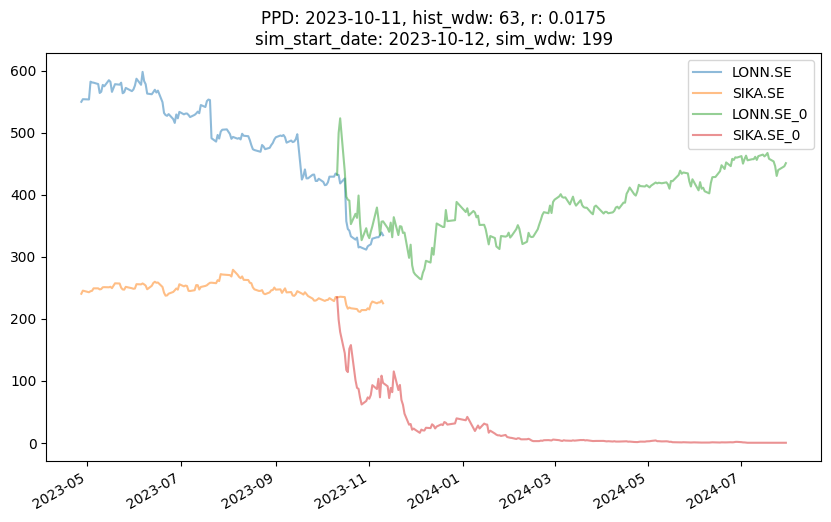 PPD: 2023-10-11, hist_wdw: 63, r: 0.0175
sim_start_date: 2023-10-12, sim_wdw: 199
LONN.SE
SIKA.SE
LONN.SE_0
SIKA.SE_0
600
500
400
300
200
100
0
2023-05
2023-07
2023-09
2023-11
2024-01
2024-03
2024-05
2024-07